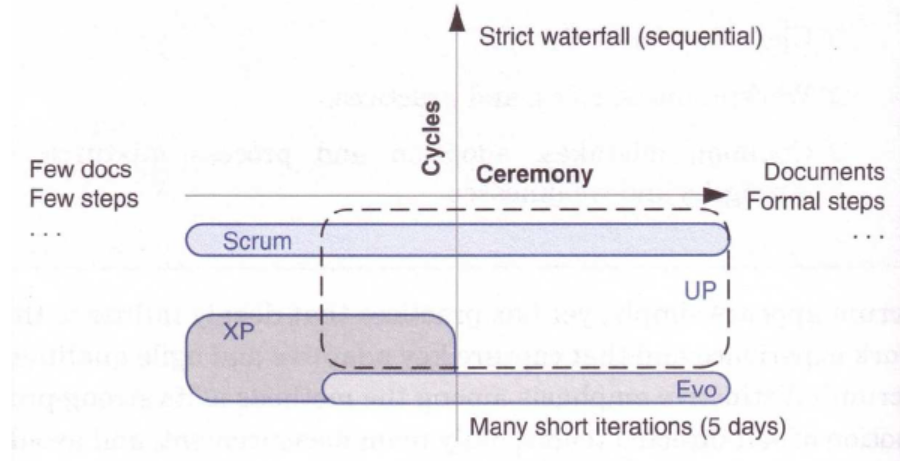 Strict waterfall (sequential)
Cycles
Ceremony
Few docs
Few steps
...
Documents
Formal steps
...
Scrum
UP
XP
Evo
Many short iterations (5 days)